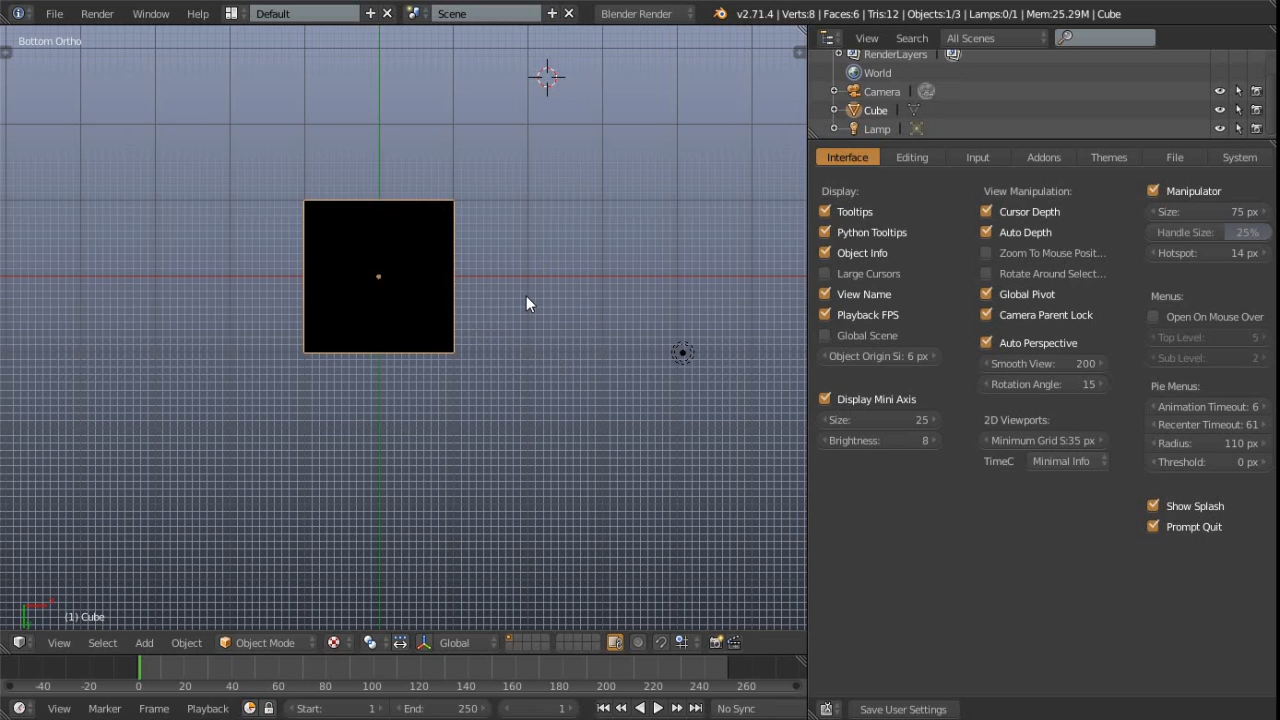 File Render Window Help Default Scene Blender Render v2.71.4 | Verts:8 | Faces:6 | Tris:12 | Objects:1/3 | Lamps:0/1 | Mem:25.29M | Cube
Bottom Ortho
View Search All Scenes
RenderLayers
World
Camera
Cube
Lamp
Interface Editing Input Addons Themes File System
Display: View Manipulation: Manipulator
Tooltips Cursor Depth Size: 75 px
Python Tooltips Auto Depth Handle Size: 25%
Object Info Zoom To Mouse Posit... Hotspot: 14 px
Large Cursors Rotate Around Select...
View Name Global Pivot Menus:
Playback FPS Camera Parent Lock Open On Mouse Over
Global Scene Auto Perspective Top Level: 5
Object Origin Si: 6 px Smooth View: 200 Sub Level: 2
Rotation Angle: 15 Pie Menus:
Display Mini Axis Animation Timeout: 6
Size: 25 2D Viewports: Recenter Timeout: 61
Brightness: 8 Minimum Grid S:35 px Radius: 110 px
TimeC Minimal Info Threshold: 0 px
Show Splash
Prompt Quit
(1) Cube
View Select Add Object Object Mode Global
-40 -20 0 20 40 60 80 100 120 140 160 180 200 220 240 260
View Marker Frame Playback Start: 1 End: 250 1 No Sync
Save User Settings